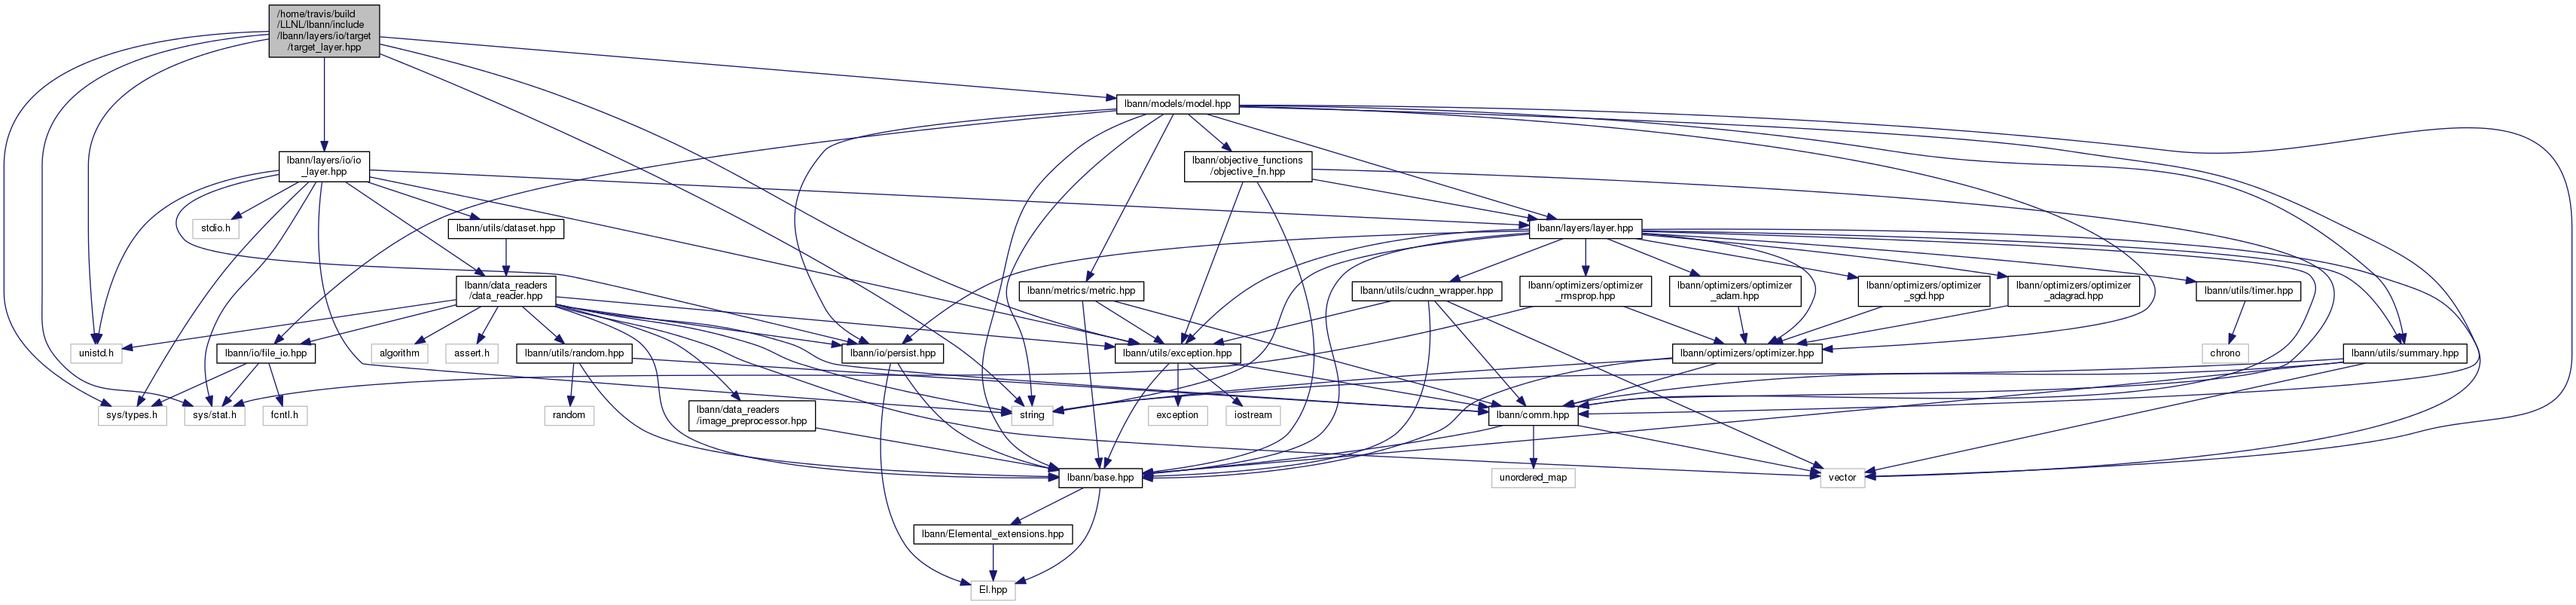 /home/travis/build
/LLNL/lbann/include
/lbann/layers/io/target
/target_layer.hpp
lbann/models/model.hpp
lbann/layers/io/io
_layer.hpp
lbann/objective_functions
/objective_fn.hpp
stdio.h
lbann/utils/dataset.hpp
lbann/layers/layer.hpp
lbann/data_readers
/data_reader.hpp
lbann/metrics/metric.hpp
lbann/utils/cudnn_wrapper.hpp
lbann/optimizers/optimizer
_rmsprop.hpp
lbann/optimizers/optimizer
_adam.hpp
lbann/optimizers/optimizer
_sgd.hpp
lbann/optimizers/optimizer
_adagrad.hpp
lbann/utils/timer.hpp
unistd.h
lbann/io/file_io.hpp
algorithm
assert.h
lbann/utils/random.hpp
lbann/io/persist.hpp
lbann/utils/exception.hpp
lbann/optimizers/optimizer.hpp
chrono
lbann/utils/summary.hpp
sys/types.h
sys/stat.h
fcntl.h
random
lbann/data_readers
/image_preprocessor.hpp
string
exception
iostream
lbann/comm.hpp
lbann/base.hpp
unordered_map
vector
lbann/Elemental_extensions.hpp
El.hpp